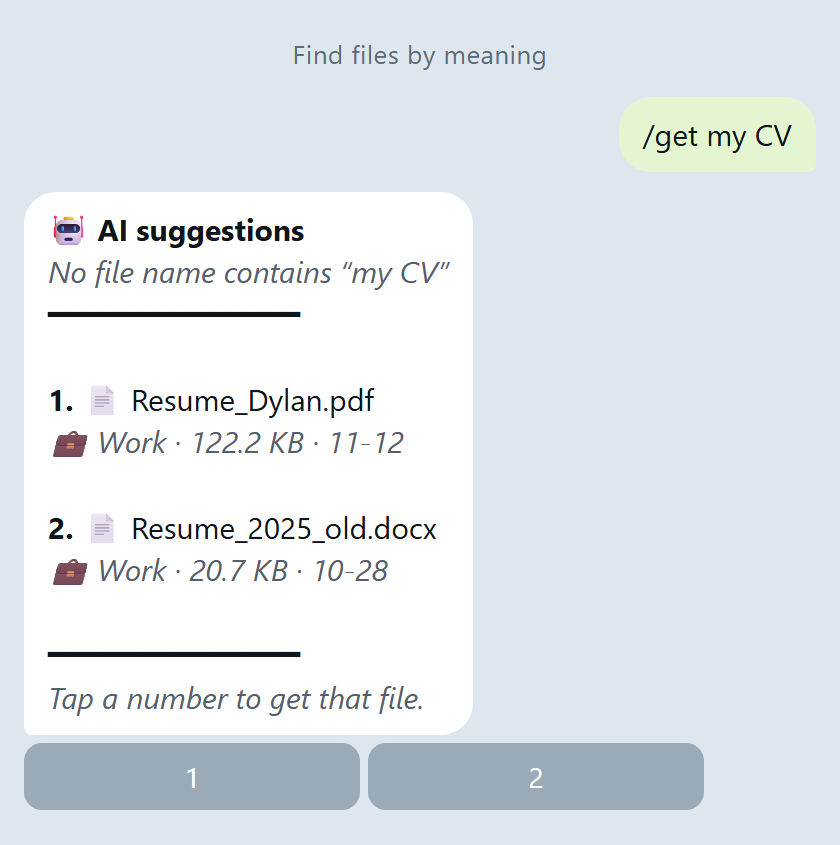 Find files by meaning
/get my CV
🤖 AI suggestions
No file name contains “my CV”
1. 📄 Resume_Dylan.pdf
💼 Work · 122.2 KB · 11-12
2. 📄 Resume_2025_old.docx
💼 Work · 20.7 KB · 10-28
Tap a number to get that file.
1 2